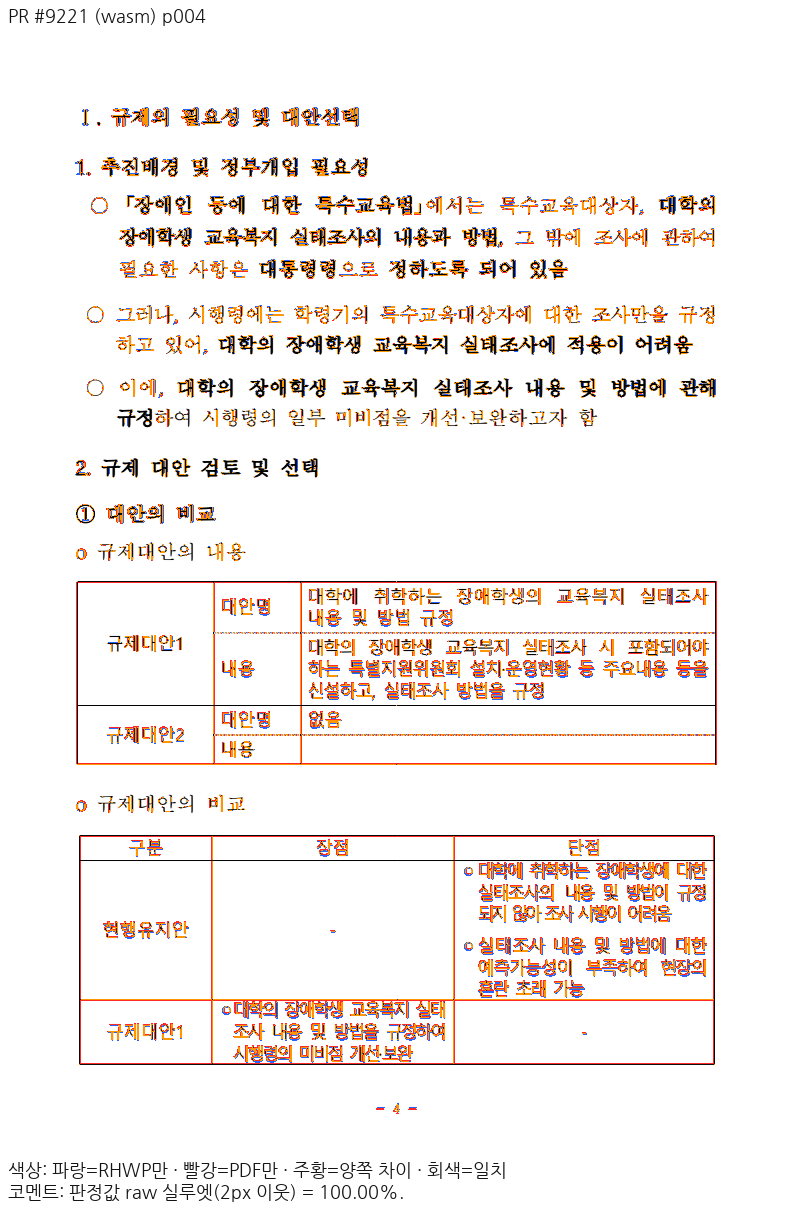 PR #9221 (wasm) p004
Ⅰ. 규제의 필요성 및 대안선택
1. 추진배경 및 정부개입 필요성
○ 「장애인 등에 대한 특수교육법」에서는 특수교육대상자, 대학의
장애학생 교육복지 실태조사의 내용과 방법, 그 밖에 조사에 관하여
필요한 사항은 대통령령으로 정하도록 되어 있음
○ 그러나, 시행령에는 학령기의 특수교육대상자에 대한 조사만을 규정
하고 있어, 대학의 장애학생 교육복지 실태조사에 적용이 어려움
○ 이에, 대학의 장애학생 교육복지 실태조사 내용 및 방법에 관해
규정하여 시행령의 일부 미비점을 개선·보완하고자 함
2. 규제 대안 검토 및 선택
① 대안의 비교
o 규제대안의 내용
규제대안1 대안명 대학에 취학하는 장애학생의 교육복지 실태조사
내용 및 방법 규정
내용 대학의 장애학생 교육복지 실태조사 시 포함되어야
하는 특별지원위원회 설치·운영현황 등 주요내용 등을
신설하고, 실태조사 방법을 규정
규제대안2 대안명 없음
내용
o 규제대안의 비교
구분 장점 단점
현행유지안 - o 대학에 취학하는 장애학생에 대한
실태조사의 내용 및 방법이 규정
되지 않아 조사 시행이 어려움
o 실태조사 내용 및 방법에 대한
예측가능성이 부족하여 현장의
혼란 초래 가능
규제대안1 o 대학의 장애학생 교육복지 실태
조사 내용 및 방법을 규정하여
시행령의 미비점 개선·보완 -
- 4 -
색상: 파랑=RHWP만 · 빨강=PDF만 · 주황=양쪽 차이 · 회색=일치
코멘트: 판정값 raw 실루엣(2px 이웃) = 100.00%.